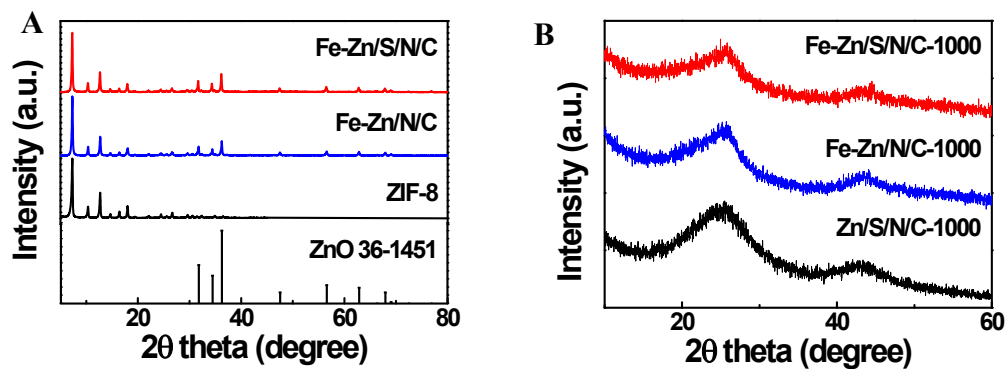 A
Intensity (a.u.)
Fe-Zn/S/N/C
Fe-Zn/N/C
ZIF-8
ZnO 36-1451
20 40 60 80
2θ theta (degree)
B
Intensity (a.u.)
Fe-Zn/S/N/C-1000
Fe-Zn/N/C-1000
Zn/S/N/C-1000
20 40 60
2θ theta (degree)